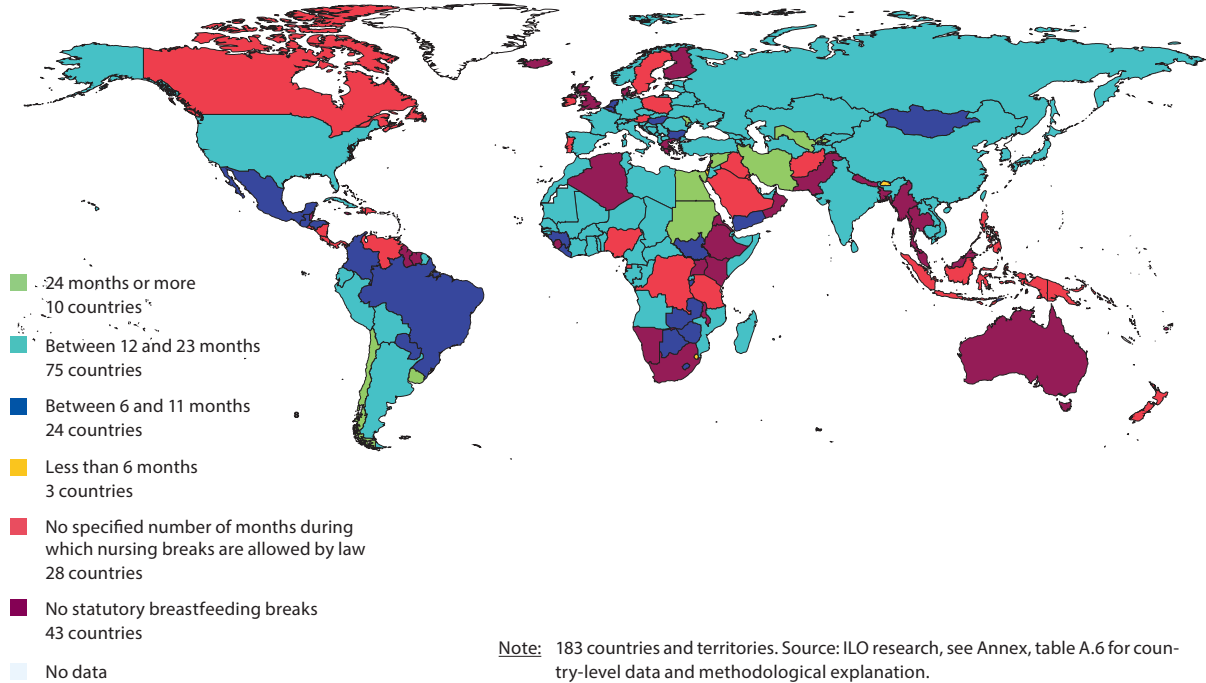 24 months or more
10 countries
Between 12 and 23 months
75 countries
Between 6 and 11 months
24 countries
Less than 6 months
3 countries
No specified number of months during
which nursing breaks are allowed by law
28 countries
No statutory breastfeeding breaks
43 countries
No data
Note: 183 countries and territories. Source: ILO research, see Annex, table A.6 for coun-
try-level data and methodological explanation.